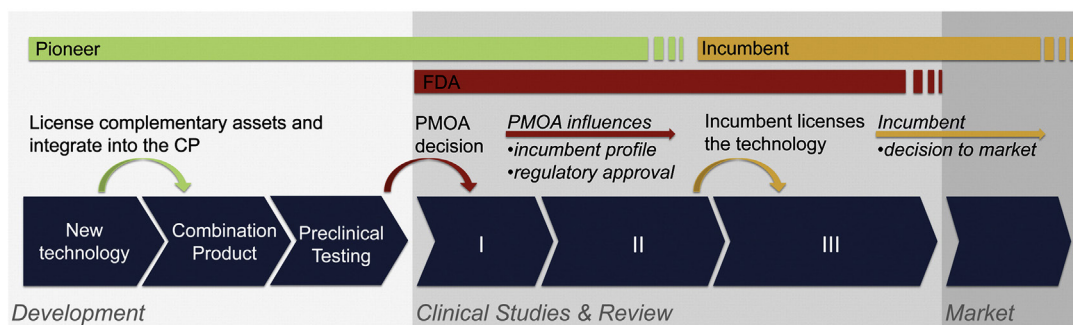 Pioneer
Incumbent
FDA
License complementary assets and
integrate into the CP
PMOA
decision
PMOA influences
•incumbent profile
•regulatory approval
Incumbent licenses
the technology
Incumbent
•decision to market
New
technology
Combination
Product
Preclinical
Testing
I
II
III
Development
Clinical Studies & Review
Market